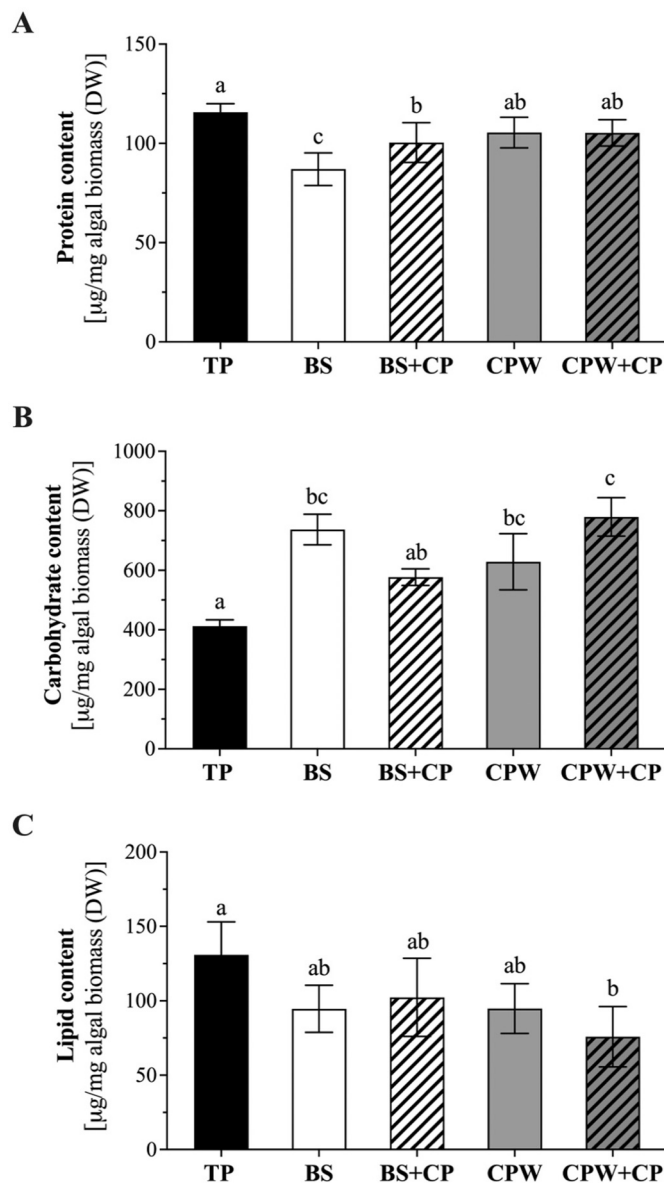 A
Protein content
[µg/mg algal biomass (DW)]
150
100
50
0
a
c
b
ab
ab
TP BS BS+CP CPW CPW+CP
B
Carbohydrate content
[µg/mg algal biomass (DW)]
1000
800
600
400
200
0
a
bc
ab
bc
c
TP BS BS+CP CPW CPW+CP
C
Lipid content
[µg/mg algal biomass (DW)]
200
150
100
50
0
a
ab
ab
ab
b
TP BS BS+CP CPW CPW+CP